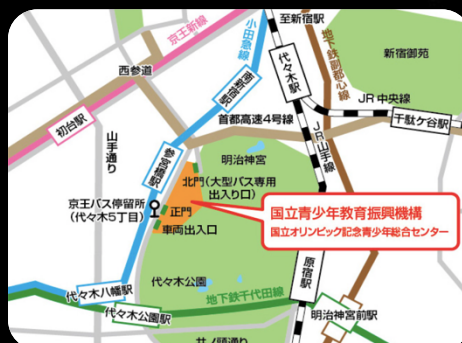 至新宿駅
小田急線
京王新線
代々木駅
地下鉄副都心線
新宿御苑
西参道
南新宿駅
JR中央線
千駄ケ谷駅
首都高速4号線
初台駅
山手通り
参宮橋駅
明治神宮
JR山手線
北門(大型バス専用
出入り口)
京王バス停留所
(代々木5丁目)
正門
車両出入口
国立青少年教育振興機構
国立オリンピック記念青少年総合センター
代々木公園
原宿駅
代々木八幡駅
地下鉄千代田線
代々木公園駅
明治神宮前駅
井ノ頭通り